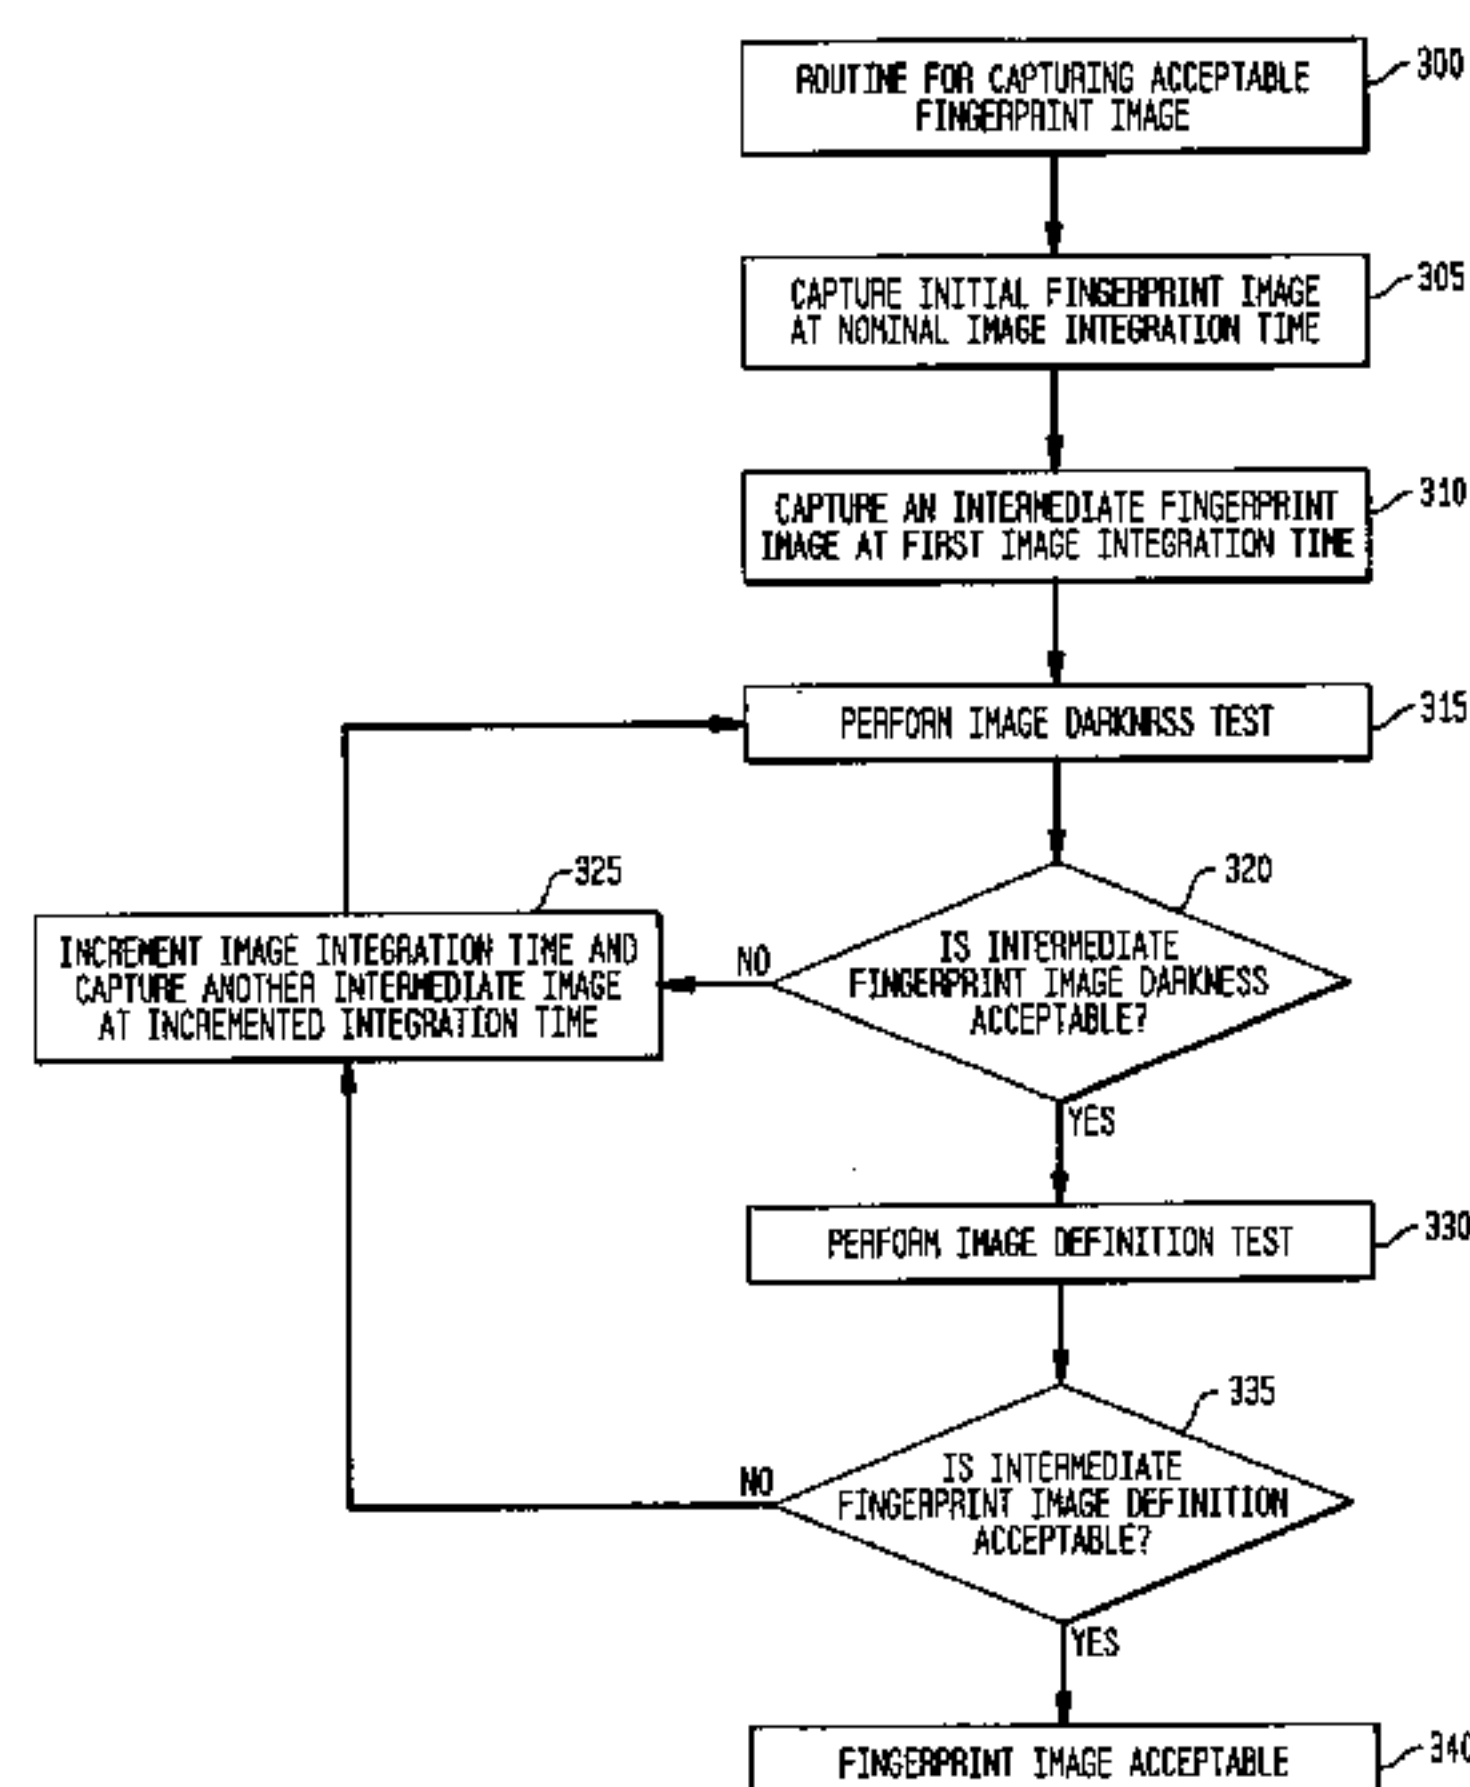 ROUTINE FOR CAPTURING ACCEPTABLE
FINGERPRINT IMAGE
300
CAPTURE INITIAL FINGERPRINT IMAGE
AT NOMINAL IMAGE INTEGRATION TIME
305
CAPTURE AN INTERMEDIATE FINGERPRINT
IMAGE AT FIRST IMAGE INTEGRATION TIME
310
PERFORM IMAGE DARKNRSS TEST
315
325
INCREMENT IMAGE INTEGRATION TIME AND
CAPTURE ANOTHER INTERMEDIATE IMAGE
AT INCREMENTED INTEGRATION TIME
NO
320
IS INTERMEDIATE
FINGERPRINT IMAGE DARKNESS
ACCEPTABLE?
YES
PERFORM IMAGE DEFINITION TEST
330
335
NO
IS INTERMEDIATE
FINGERPRINT IMAGE DEFINITION
ACCEPTABLE?
YES
FINGERPRINT IMAGE ACCEPTABLE
340